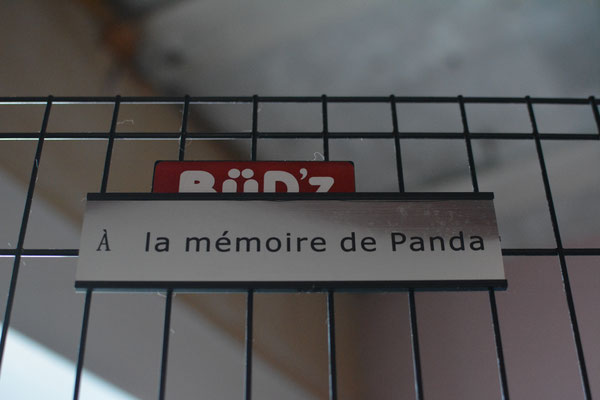 BÜD'Z
À la mémoire de Panda